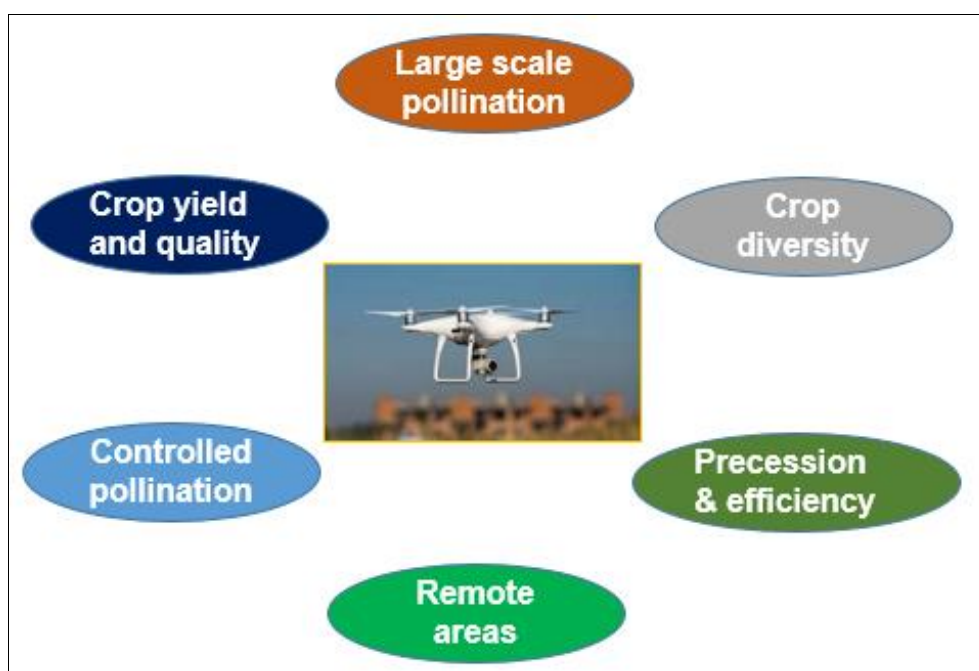 Large scale
pollination
Crop yield
and quality
Crop
diversity
Controlled
pollination
Precession
& efficiency
Remote
areas